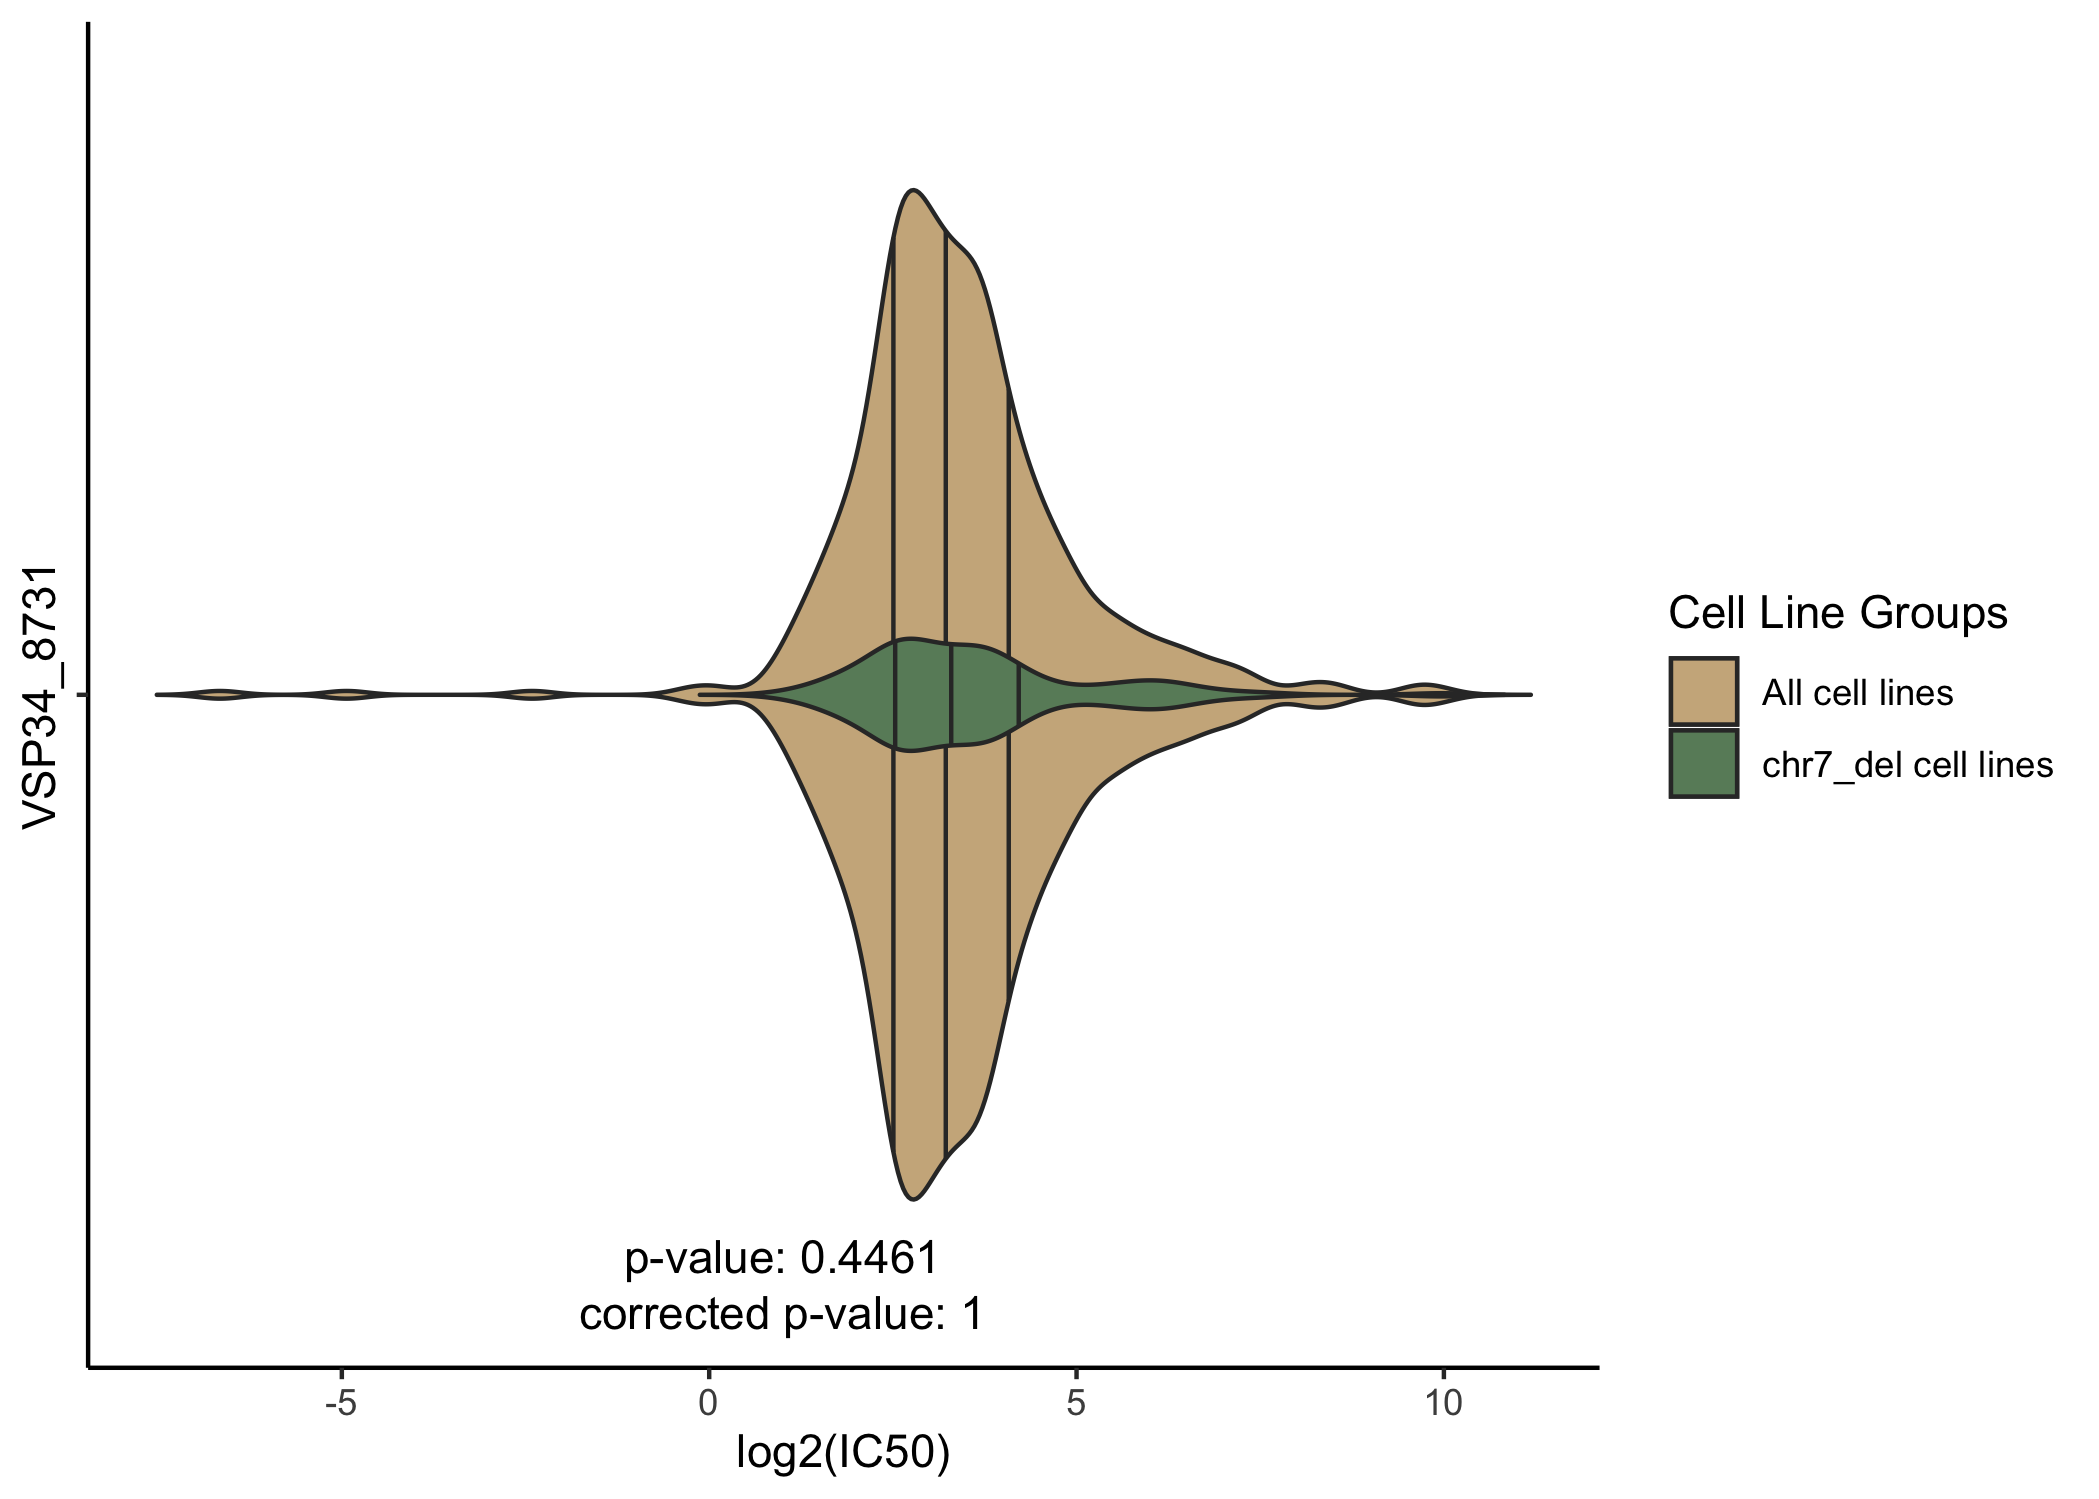 VSP34_8731
p-value: 0.4461
corrected p-value: 1
-5
0
5
10
log2(IC50)
Cell Line Groups
All cell lines
chr7_del cell lines